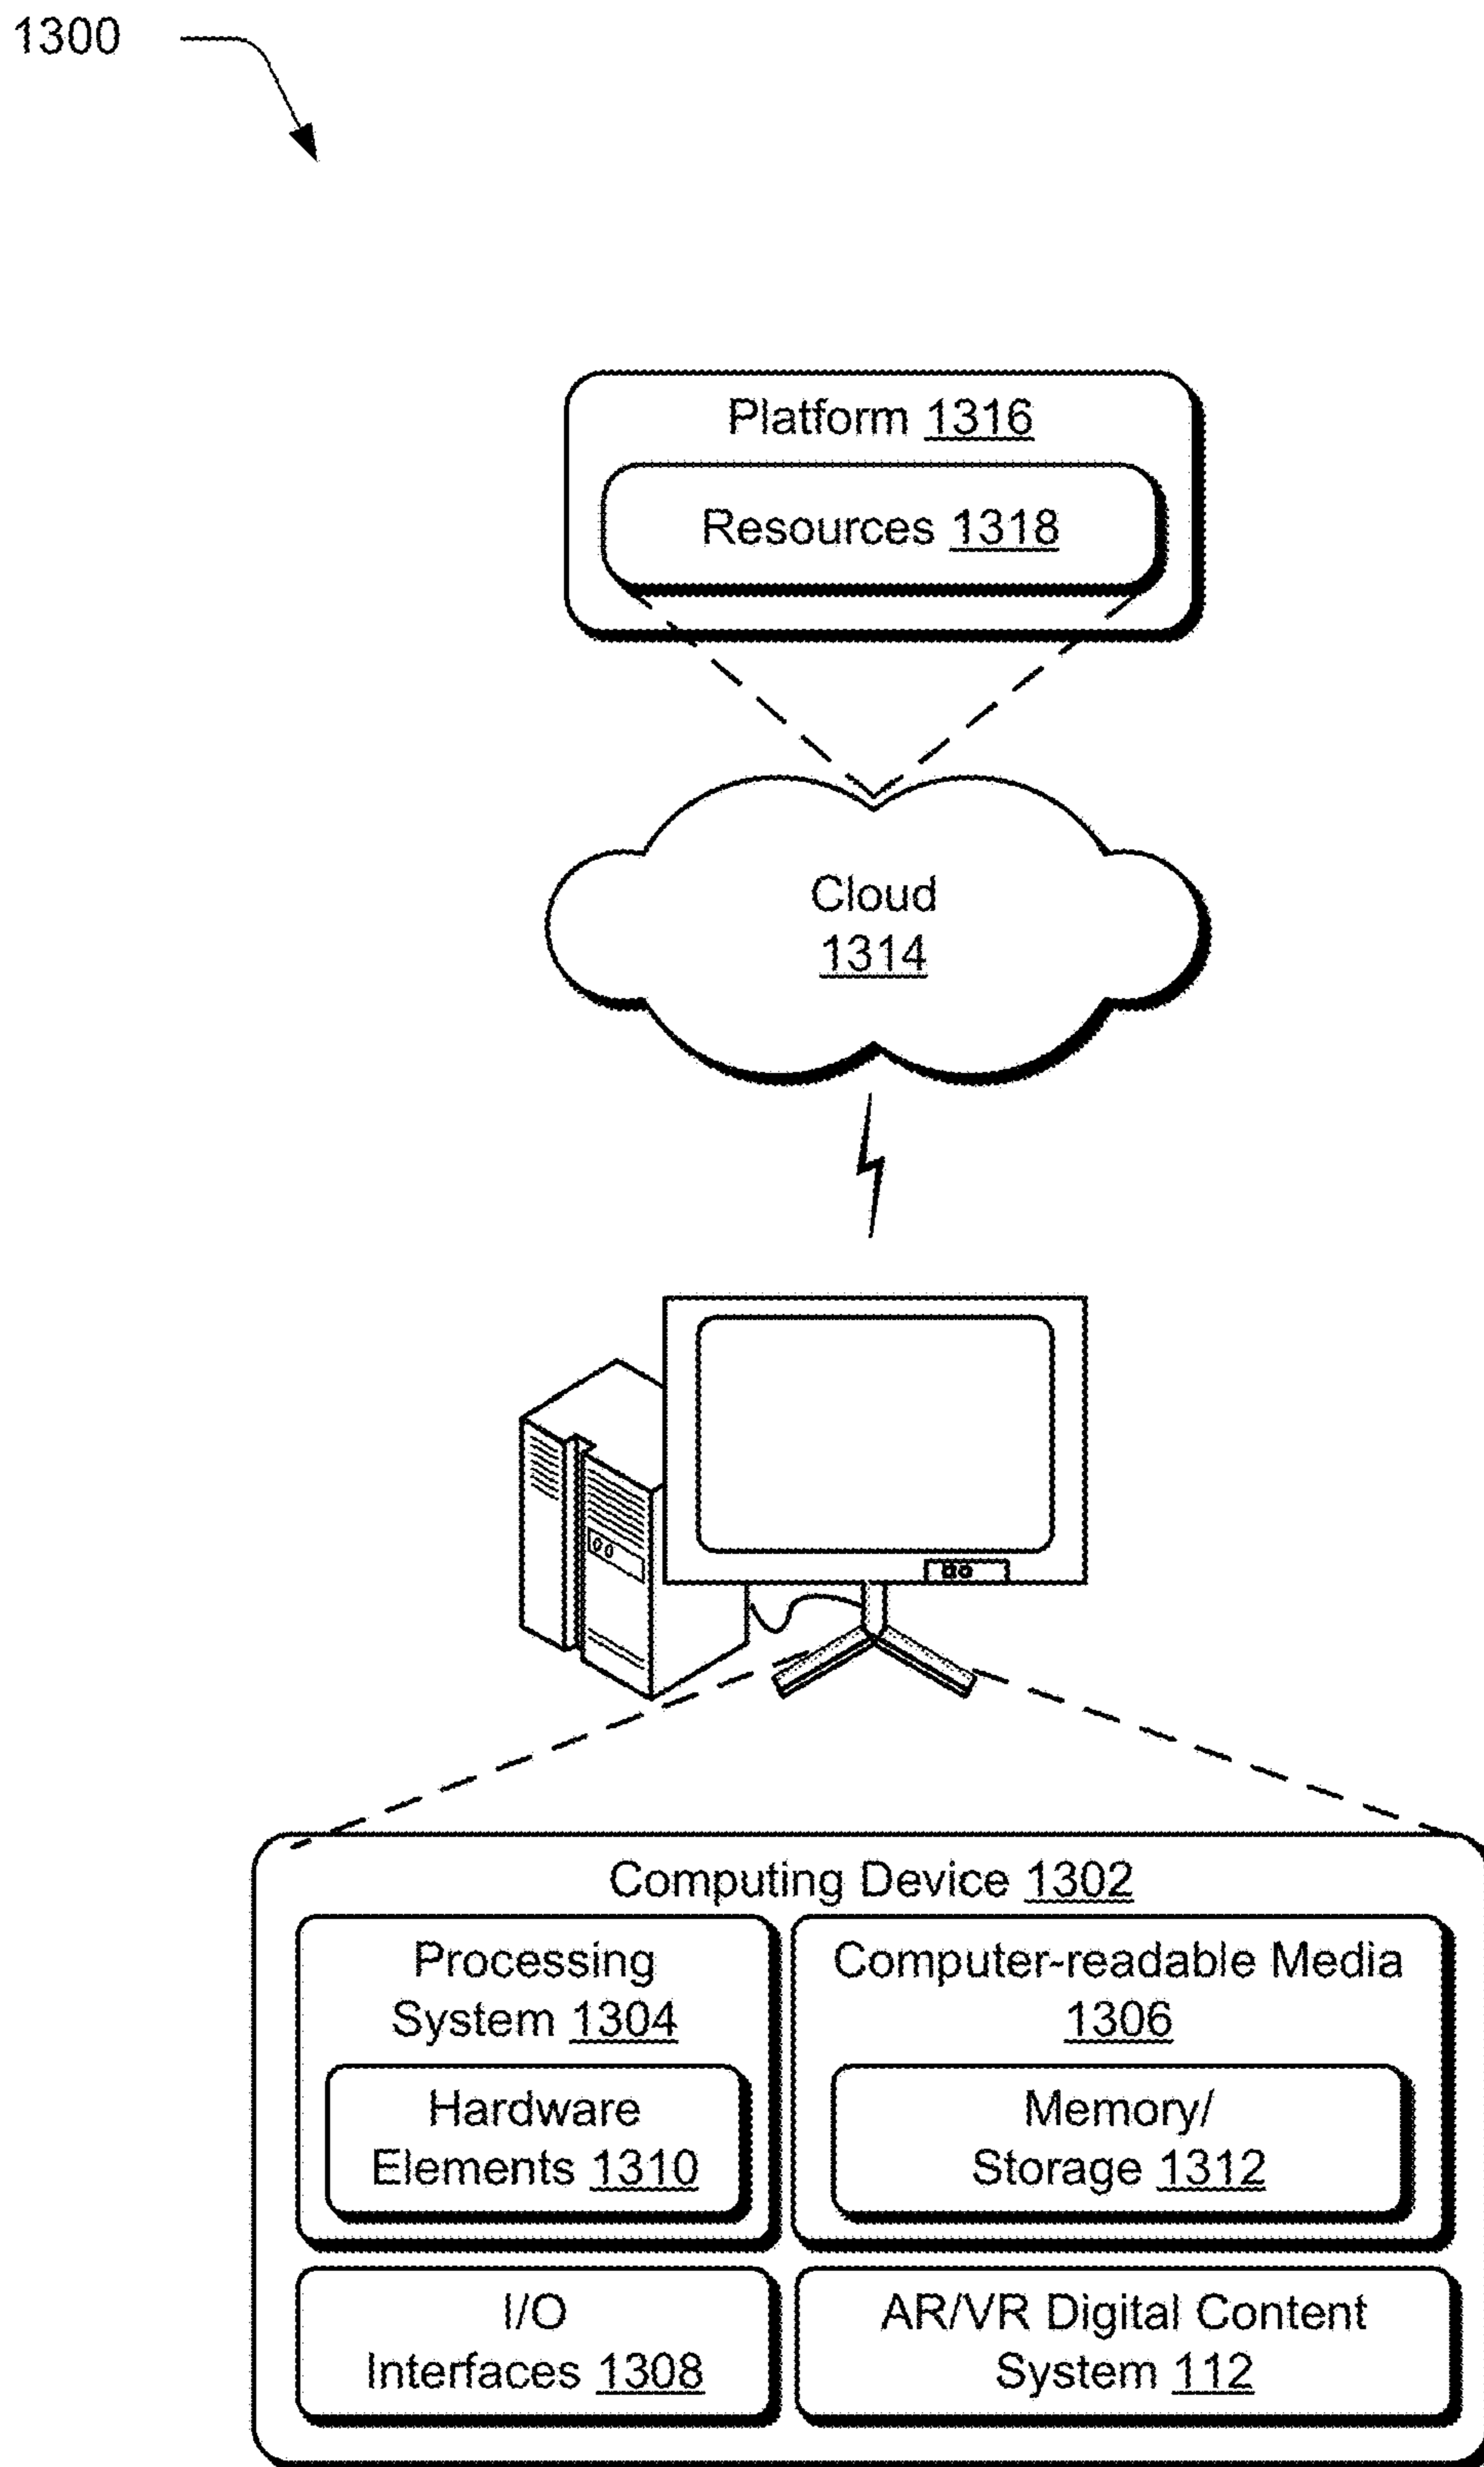 1300
Platform 1316
Resources 1318
Cloud
1314
Computing Device 1302
Processing
System 1304
Hardware
Elements 1310
Computer-readable Media
1306
Memory/
Storage 1312
I/O
Interfaces 1308
AR/VR Digital Content
System 112